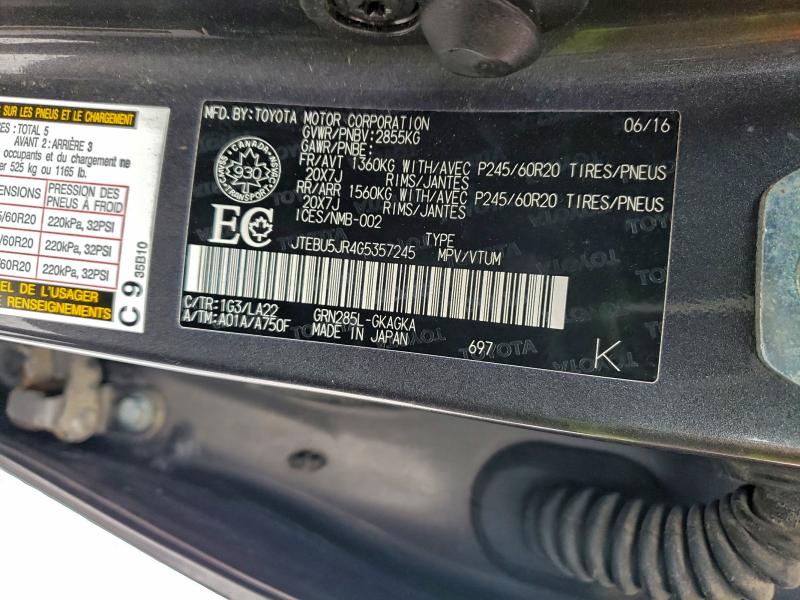 SUR LES PNEUS ET LE CHARGEMENT
TOTAL 5
AVANT 2: ARRIÈRE 3
occupants et du chargement ne
er 525 kg ou 1165 lb.
PRESSION DES
PNEUS À FROID
/60R20 220kPa, 32PSI
/60R20 220kPa, 32PSI
/60R20 220kPa, 32PSI
EL DE L'USAGER
RENSEIGNEMENTS
C 9 35B10
MFD. BY: TOYOTA MOTOR CORPORATION 06/16
GVWR/PNBV: 2855KG
GAWR/PNBE:
FR/AVT 1360KG WITH/AVEC P245/60R20 TIRES/PNEUS
20X7J RIMS/JANTES
RR/ARR 1560KG WITH/AVEC P245/60R20 TIRES/PNEUS
20X7J RIMS/JANTES
ICES/NMB-002
CANADA
930
TRANSPORT
EC
TYPE
JTEBU5JR4G5357245 MPV/VTUM
C/TR: 1G3/LA22 GRN285L-GKAGKA
A/TM: A01A/A750F MADE IN JAPAN
697 K